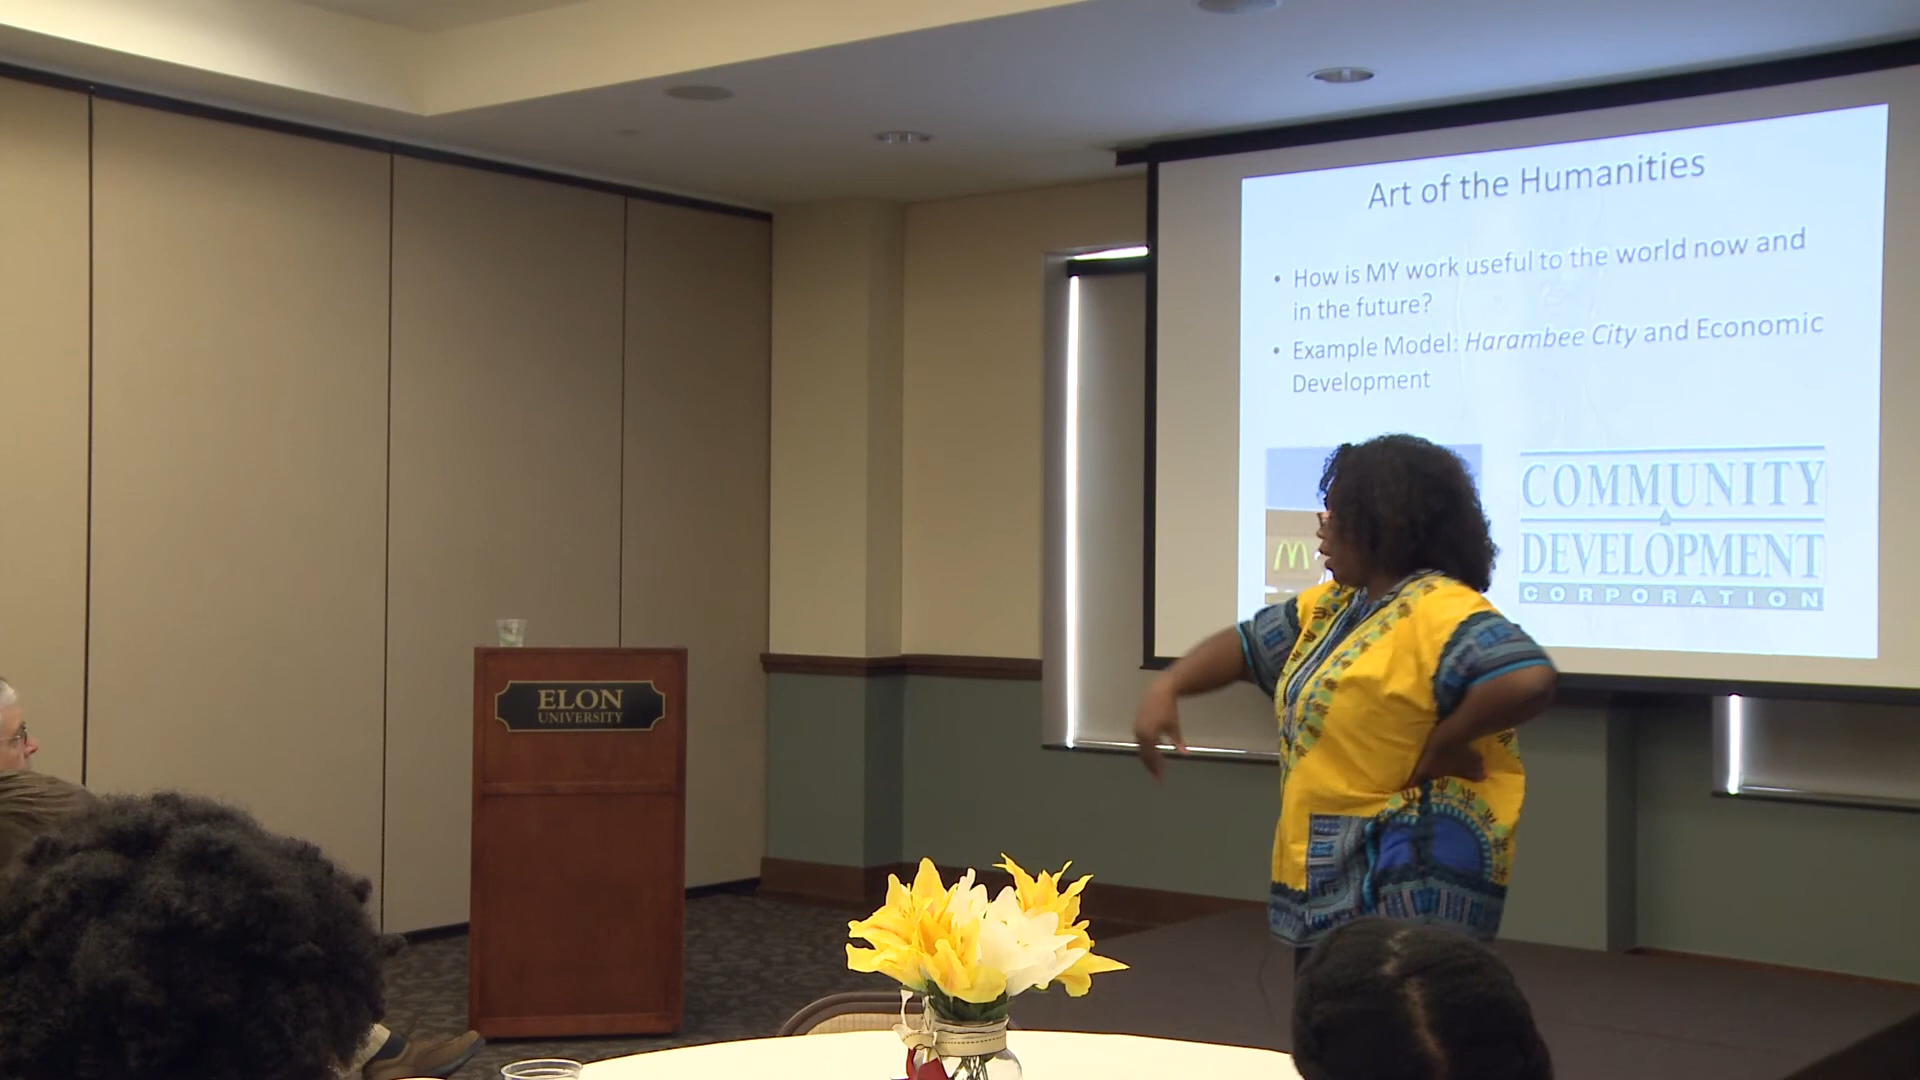 Art of the Humanities
• How is MY work useful to the world now and
in the future?
• Example Model: Harambee City and Economic
Development
COMMUNITY
DEVELOPMENT
CORPORATION
ELON
UNIVERSITY